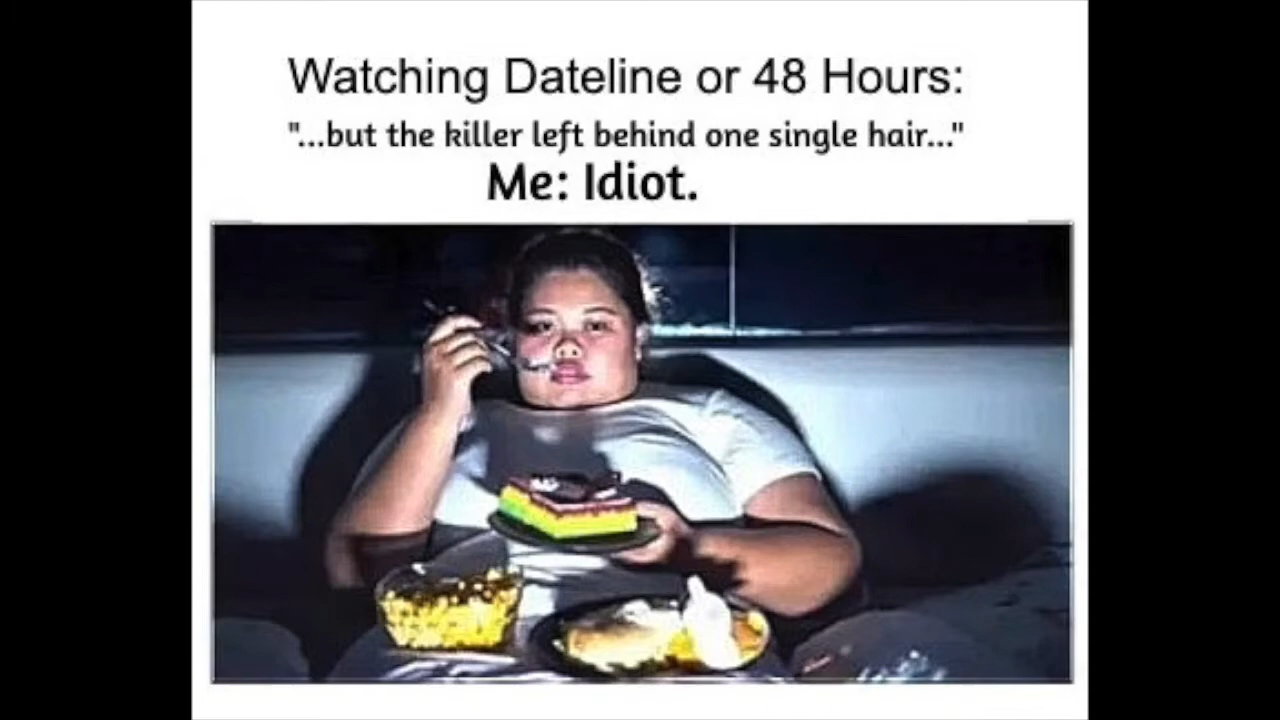 Watching Dateline or 48 Hours:
"...but the killer left behind one single hair..."
Me: Idiot.